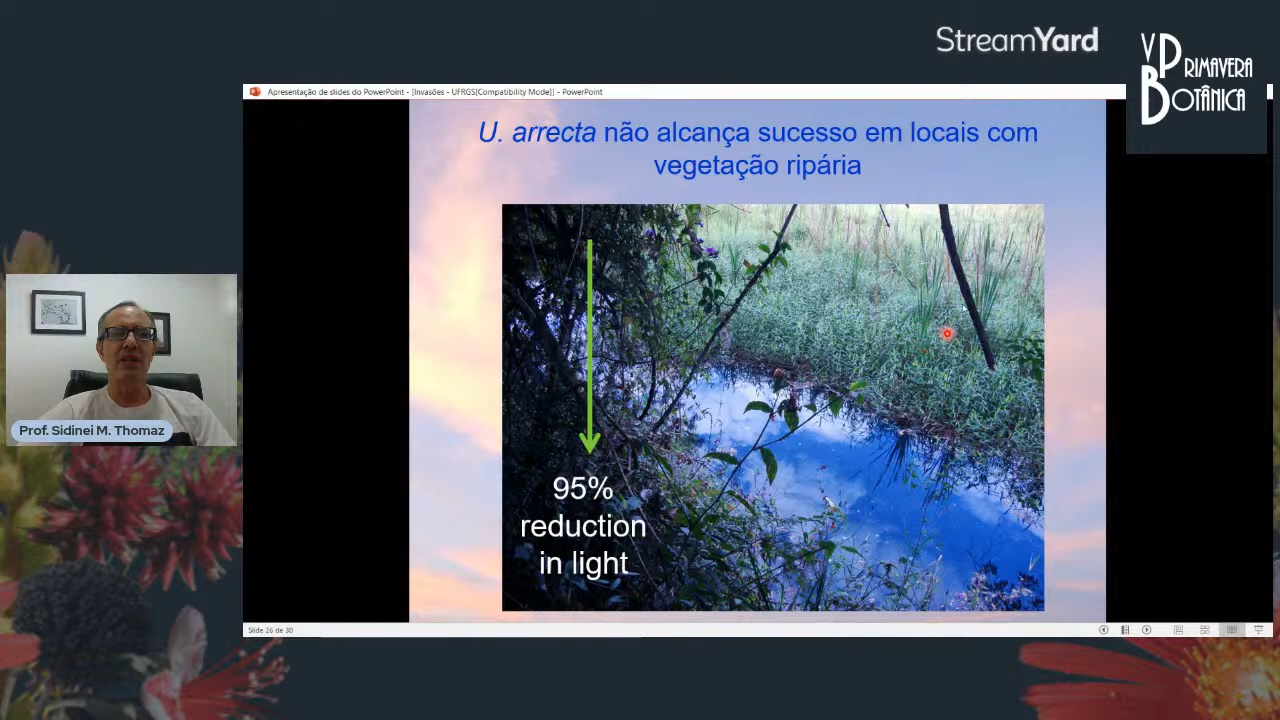 StreamYard
V PRIMAVERA
BOTÂNICA
Apresentação de slides do PowerPoint - [Invasões - UFRGS[Compatibility Mode]] - PowerPoint
U. arrecta não alcança sucesso em locais com
vegetação ripária
95%
reduction
in light
Prof. Sidinei M. Thomaz
Slide 26 de 30